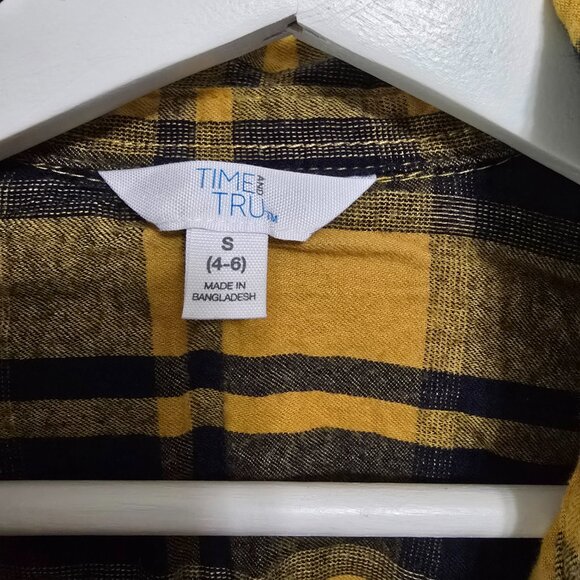 TIME AND
TRU™
S
(4-6)
MADE IN
BANGLADESH